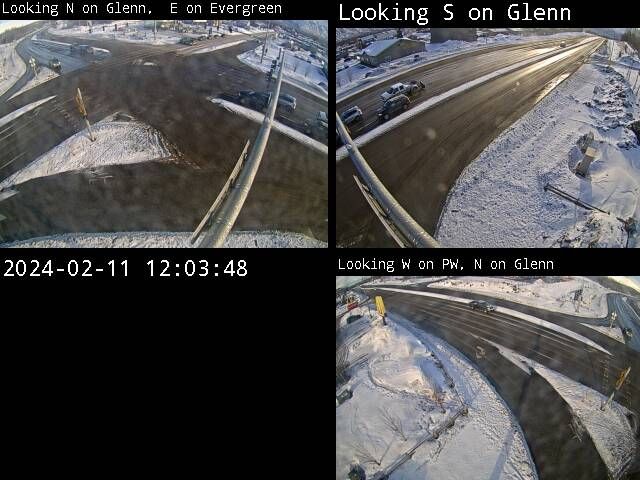 Looking N on Glenn,  E on Evergreen
Looking S on Glenn
2024-02-11 12:03:48
Looking W on PW, N on Glenn